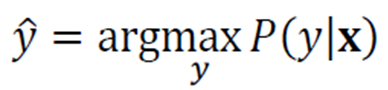 ŷ = argmax P(y|𝐱)
y